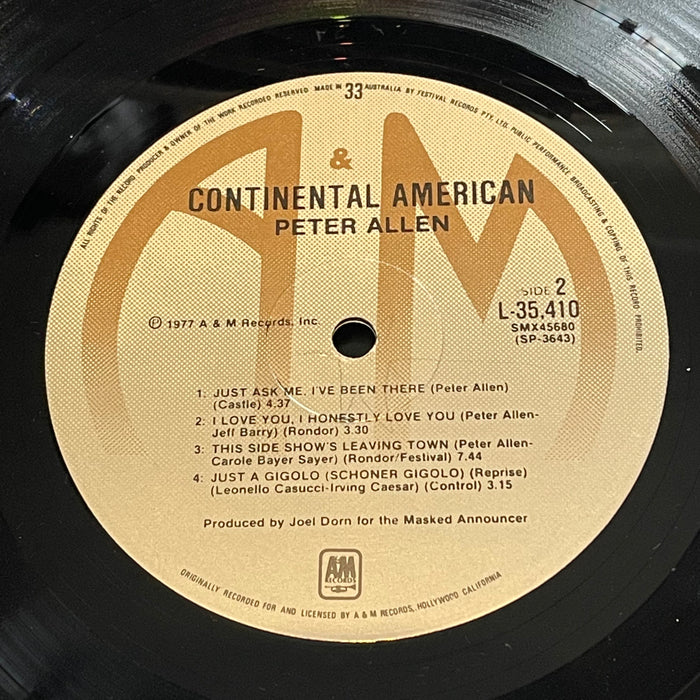 ALL RIGHTS OF THE RECORD PRODUCER & OWNER OF THE WORK RECORDED RESERVED MADE IN 33 AUSTRALIA BY FESTIVAL RECORDS PTY, LTD. PUBLIC PERFORMANCE BROADCASTING & COPYING OF THIS RECORD PROHIBITED.
A & M
CONTINENTAL AMERICAN
PETER ALLEN
SIDE 2
L-35,410
SMX45680
(SP-3643)
℗ 1977 A & M Records, Inc.
1: JUST ASK ME, I'VE BEEN THERE (Peter Allen)
(Castle) 4.37
2: I LOVE YOU, I HONESTLY LOVE YOU (Peter Allen-
Jeff Barry) (Rondor) 3.30
3: THIS SIDE SHOW'S LEAVING TOWN (Peter Allen-
Carole Bayer Sayer) (Rondor/Festival) 7.44
4: JUST A GIGOLO (SCHONER GIGOLO) (Reprise)
(Leonello Casucci-Irving Caesar) (Control) 3.15
Produced by Joel Dorn for the Masked Announcer
A&M
RECORDS
ORIGINALLY RECORDED FOR AND LICENSED BY A & M RECORDS, HOLLYWOOD CALIFORNIA